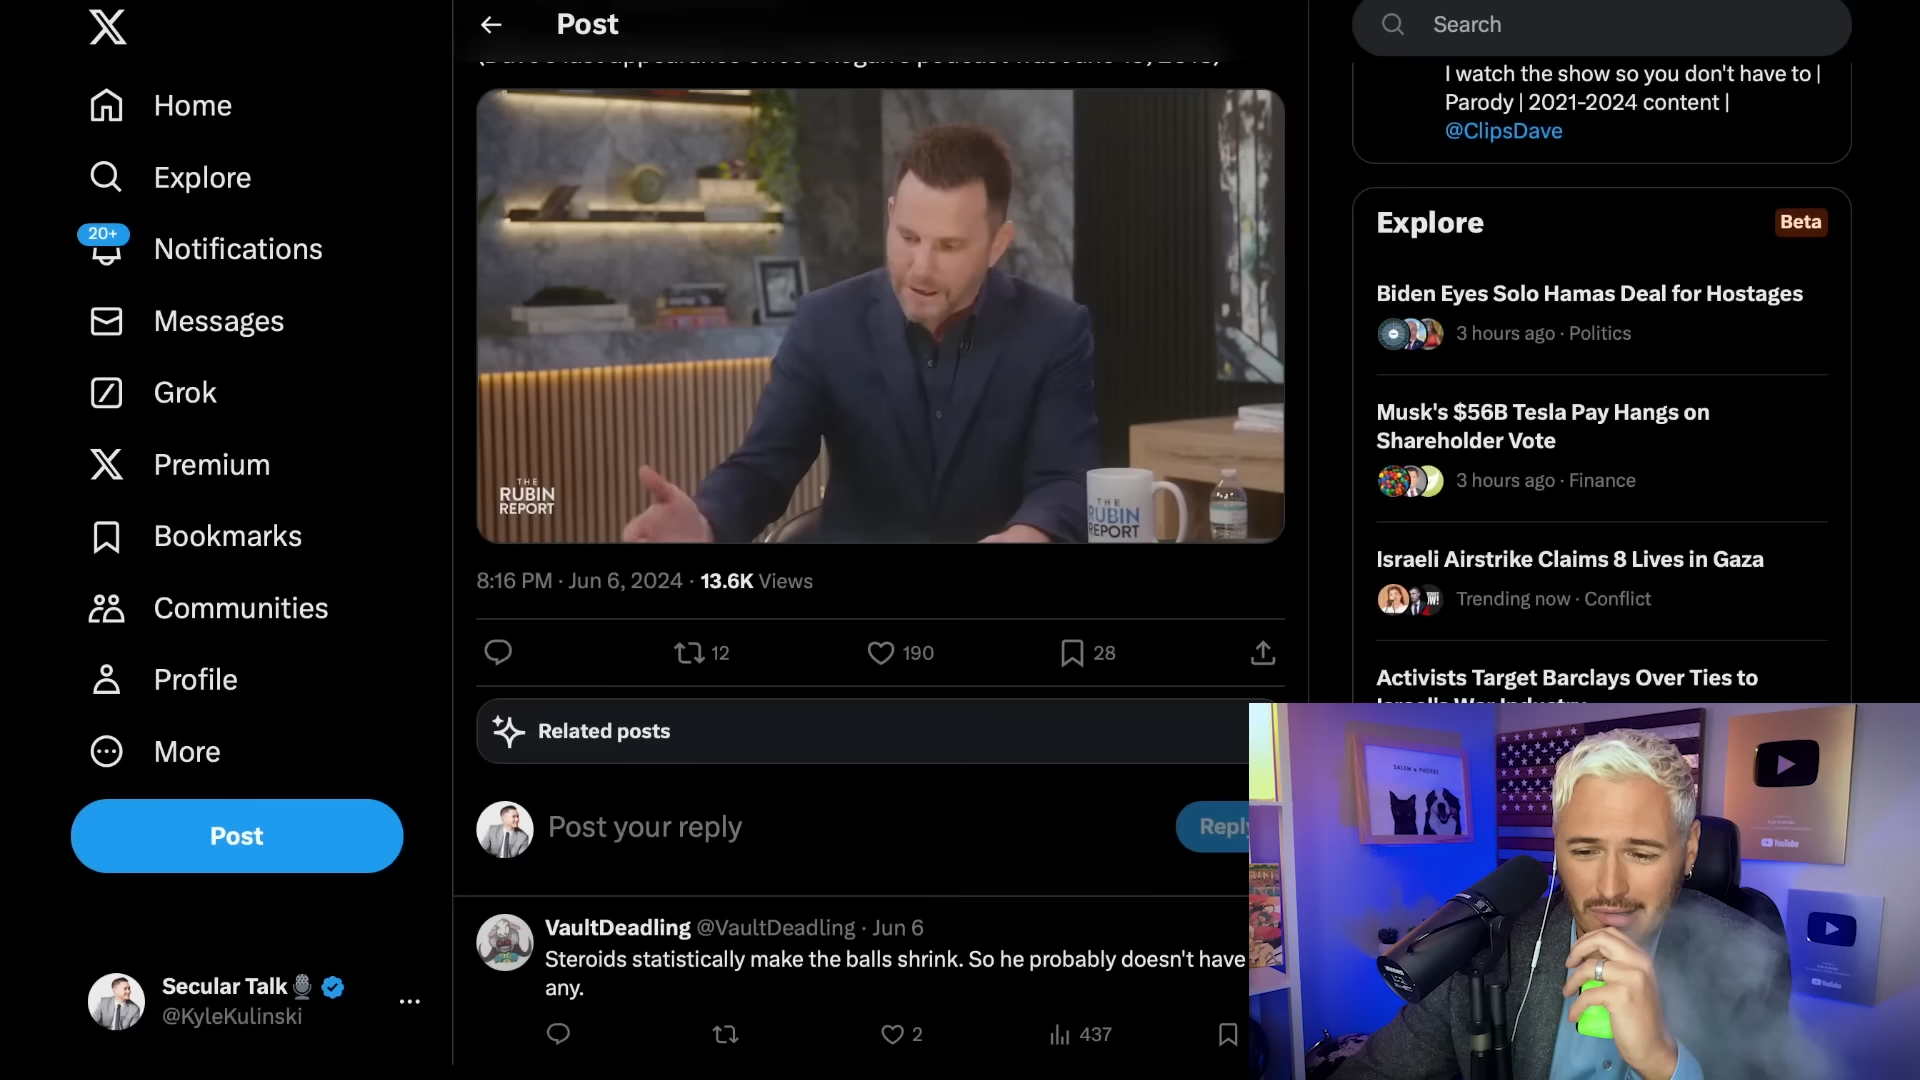 Home
Explore
20+
Notifications
Messages
Grok
Premium
Bookmarks
Communities
Profile
More
Post
Secular Talk
@KyleKulinski
Post
THE
RUBIN
REPORT
THE
RUBIN
REPORT
8:16 PM · Jun 6, 2024 · 13.6K Views
12
190
28
Related posts
Post your reply
Reply
VaultDeadling @VaultDeadling · Jun 6
Steroids statistically make the balls shrink. So he probably doesn't have
any.
2
437
Search
I watch the show so you don't have to |
Parody | 2021-2024 content |
@ClipsDave
Explore
Beta
Biden Eyes Solo Hamas Deal for Hostages
3 hours ago · Politics
Musk's $56B Tesla Pay Hangs on
Shareholder Vote
3 hours ago · Finance
Israeli Airstrike Claims 8 Lives in Gaza
Trending now · Conflict
Activists Target Barclays Over Ties to
SALEM & PHOEBE
YouTube
YouTube